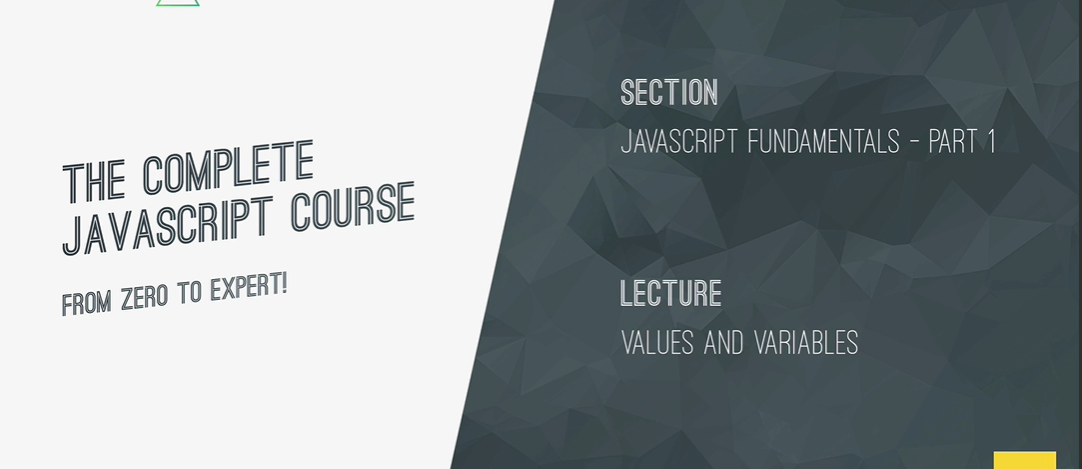 THE COMPLETE
JAVASCRIPT COURSE
FROM ZERO TO EXPERT!
SECTION
JAVASCRIPT FUNDAMENTALS – PART 1
LECTURE
VALUES AND VARIABLES